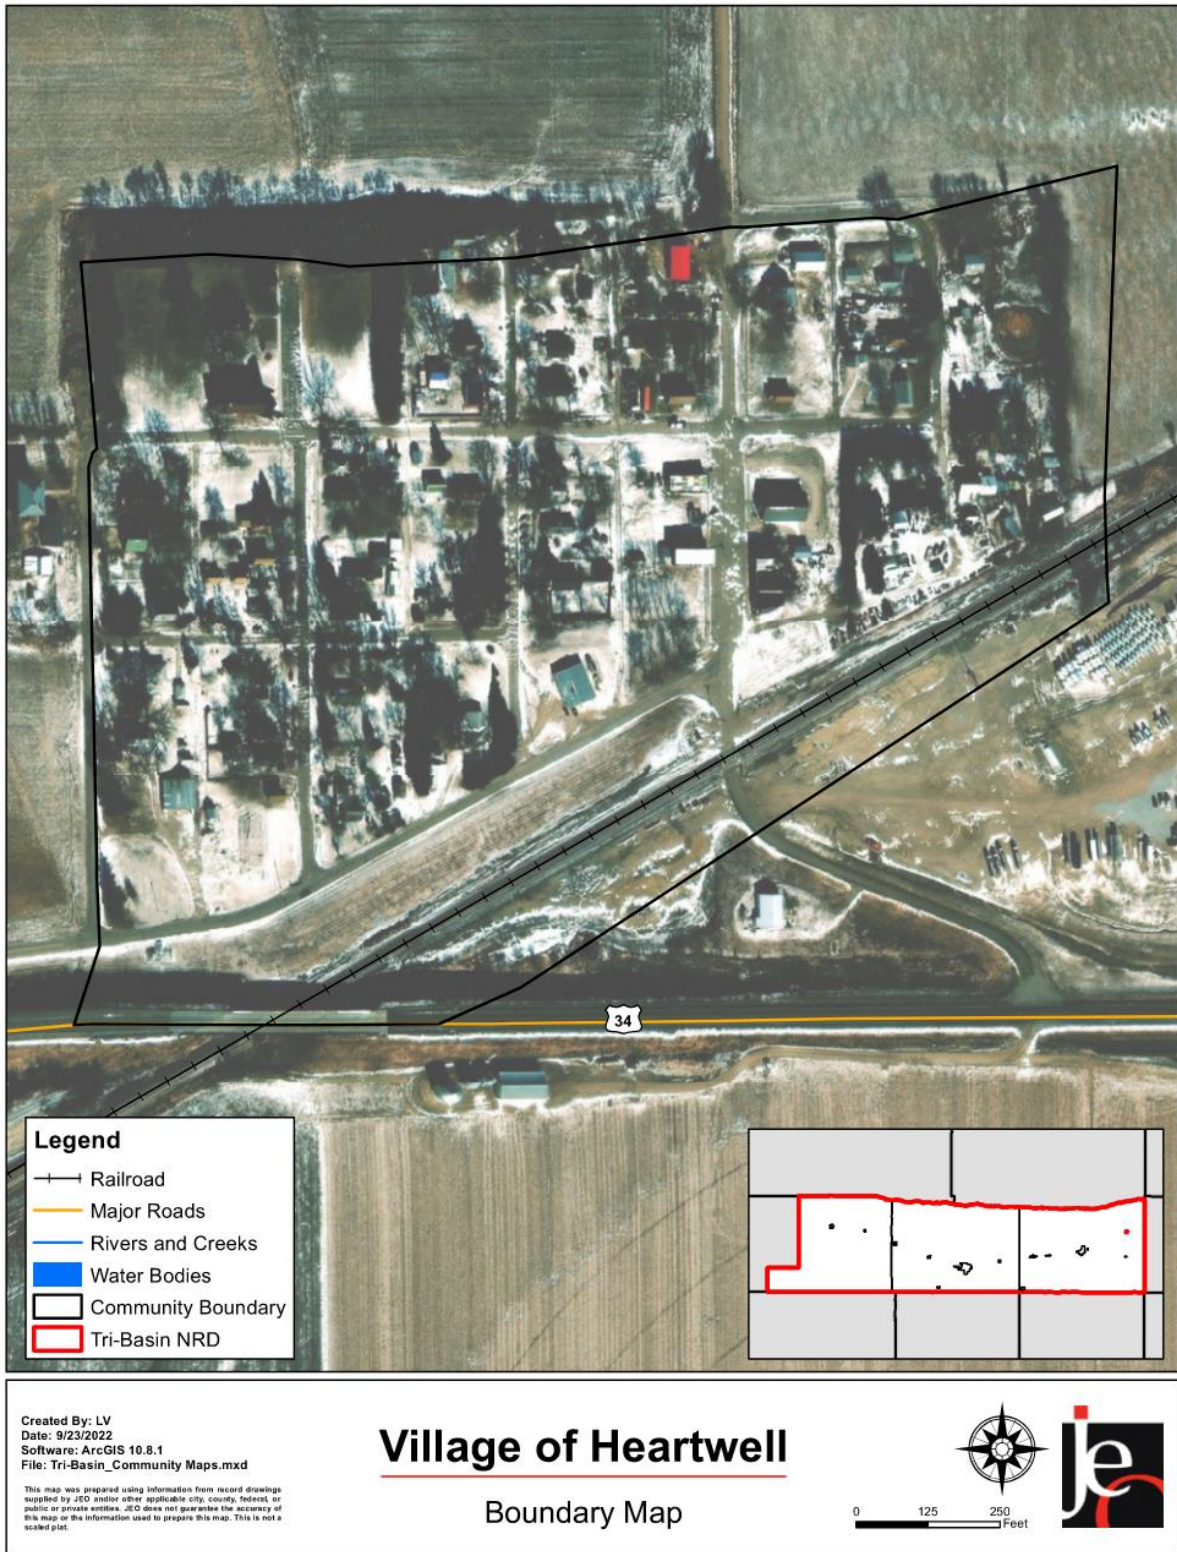 34
Legend
Railroad
Major Roads
Rivers and Creeks
Water Bodies
Community Boundary
Tri-Basin NRD
Created By: LV
Date: 9/23/2022
Software: ArcGIS 10.8.1
File: Tri-Basin_Community Maps.mxd
This map was prepared using information from record drawings
supplied by JEO and/or other applicable city, county, federal, or
public or private entities. JEO does not guarantee the accuracy of
this map or the information used to prepare this map. This is not a
scaled plat.
Village of Heartwell
Boundary Map
0 125 250
Feet
jeo